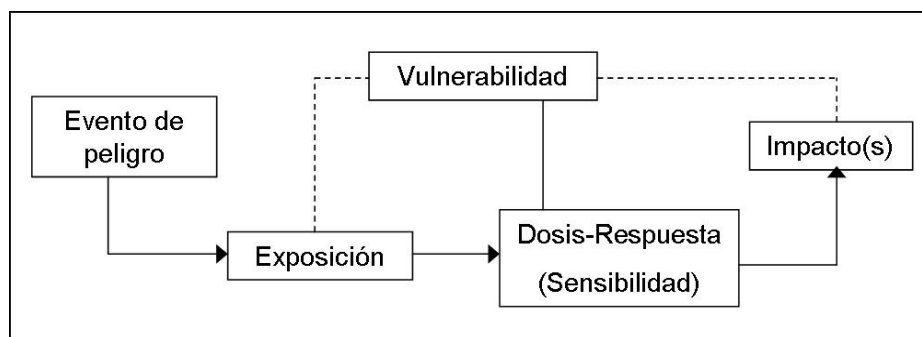 Vulnerabilidad
Evento de
peligro
Impacto(s)
Exposición
Dosis-Respuesta
(Sensibilidad)